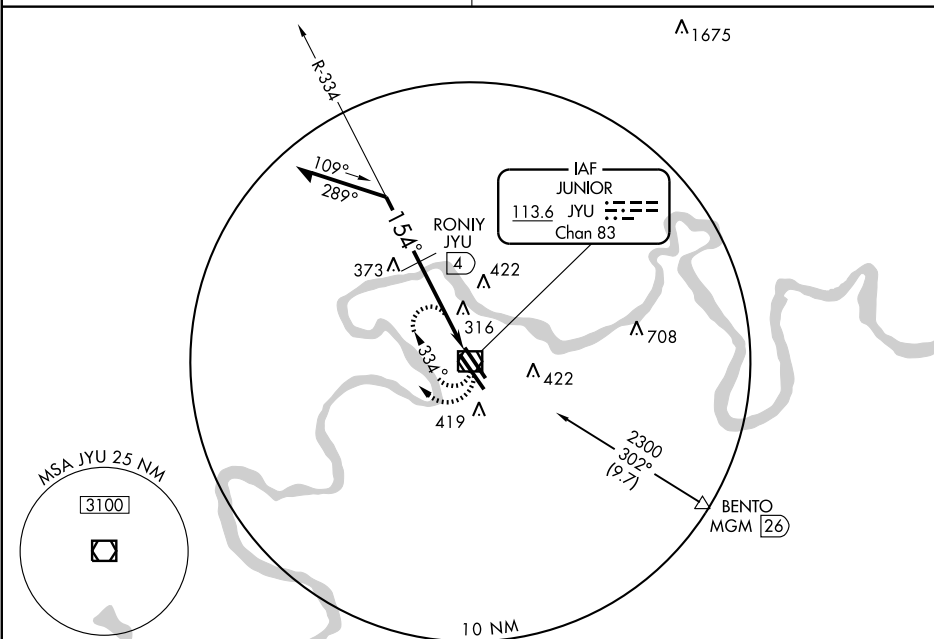 1675
R-334
109°
289°
154°
IAF
JUNIOR
113.6 JYU
Chan 83
RONIY
JYU
4
373
422
316
708
334°
422
419
2300
302°
(9.7)
BENTO
MGM 26
MSA JYU 25 NM
3100
10 NM